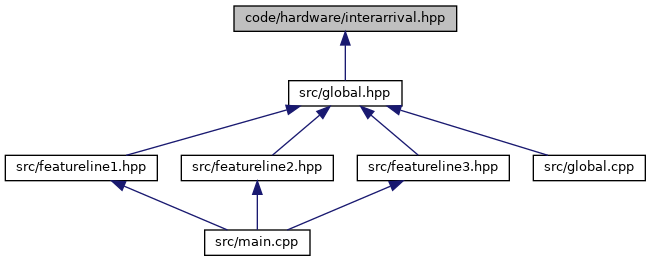 code/hardware/interarrival.hpp
src/global.hpp
src/featureline1.hpp
src/featureline2.hpp
src/featureline3.hpp
src/global.cpp
src/main.cpp